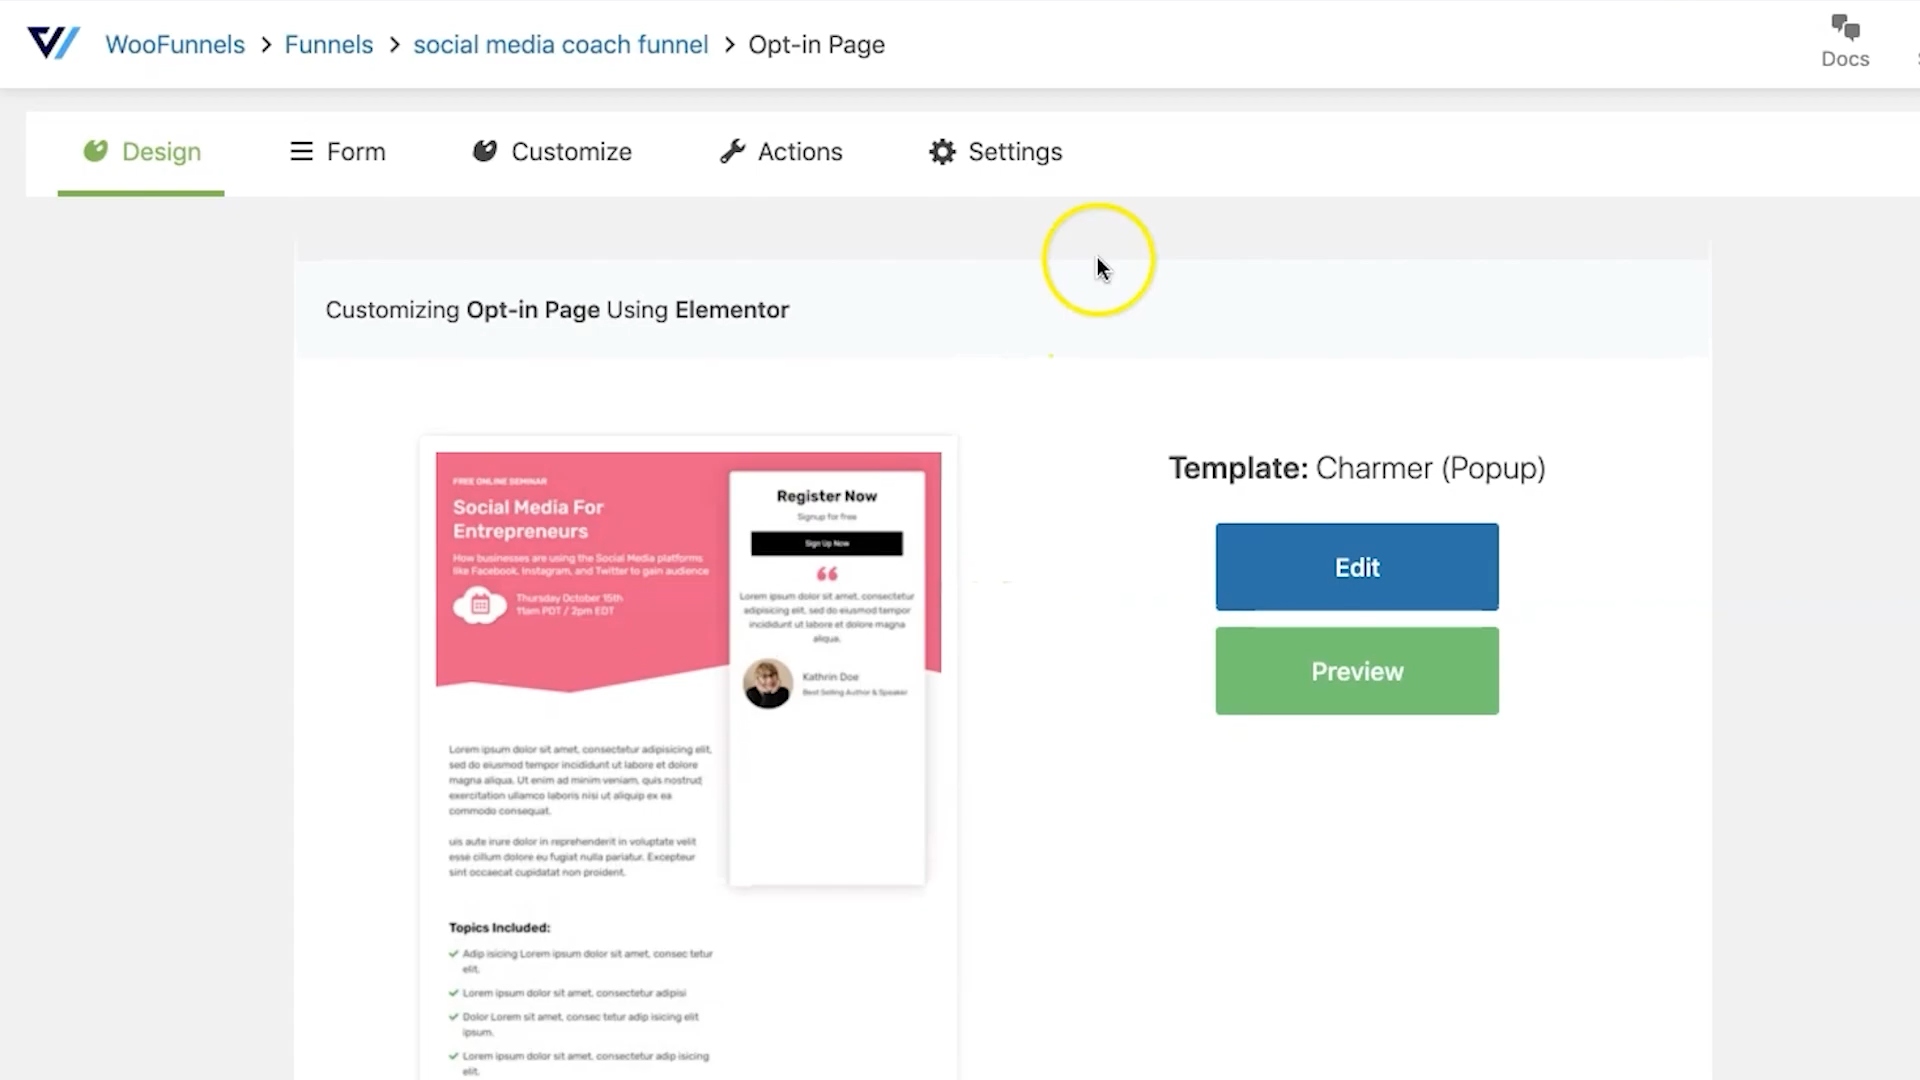 WooFunnels > Funnels > social media coach funnel > Opt-in Page
Docs
Design
Form
Customize
Actions
Settings
Customizing Opt-in Page Using Elementor
FREE ONLINE SEMINAR
Social Media For
Entrepreneurs
How businesses are using the Social Media platforms
like Facebook, Instagram, and Twitter to gain audience
Thursday October 15th
11am PDT / 2pm EDT
Register Now
Signup for free
Sign Up Now
Lorem ipsum dolor sit amet, consectetur
adipisicing elit, sed do eiusmod tempor
incididunt ut labore et dolore magna
aliqua.
Kathrin Doe
Best Selling Author & Speaker
Lorem ipsum dolor sit amet, consectetur adipisicing elit,
sed do eiusmod tempor incididunt ut labore et dolore
magna aliqua. Ut enim ad minim veniam, quis nostrud
exercitation ullamco laboris nisi ut aliquip ex ea
commodo consequat.
uis aute irure dolor in reprehenderit in voluptate velit
esse cillum dolore eu fugiat nulla pariatur. Excepteur
sint occaecat cupidatat non proident.
Topics Included:
Adip isicing Lorem ipsum dolor sit amet, consec tetur
elit.
Lorem ipsum dolor sit amet, consectetur adipisi
Dolor Lorem sit amet, consec tetur adip isicing elit
ipsum.
Lorem ipsum dolor sit amet, consectetur adip isicing
elit.
Template: Charmer (Popup)
Edit
Preview